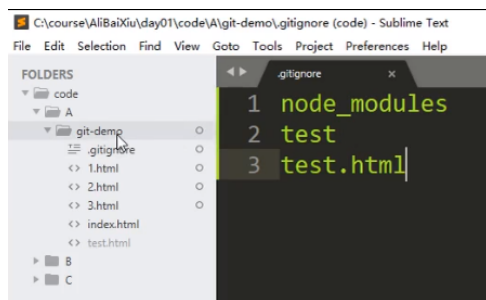 C:\course\AliBaiXiu\day01\code\A\git-demo\.gitignore (code) - Sublime Text
File Edit Selection Find View Goto Tools Project Preferences Help
FOLDERS
code
A
git-demo
.gitignore
1.html
2.html
3.html
index.html
test.html
B
C
.gitignore ×
1 node_modules
2 test
3 test.html